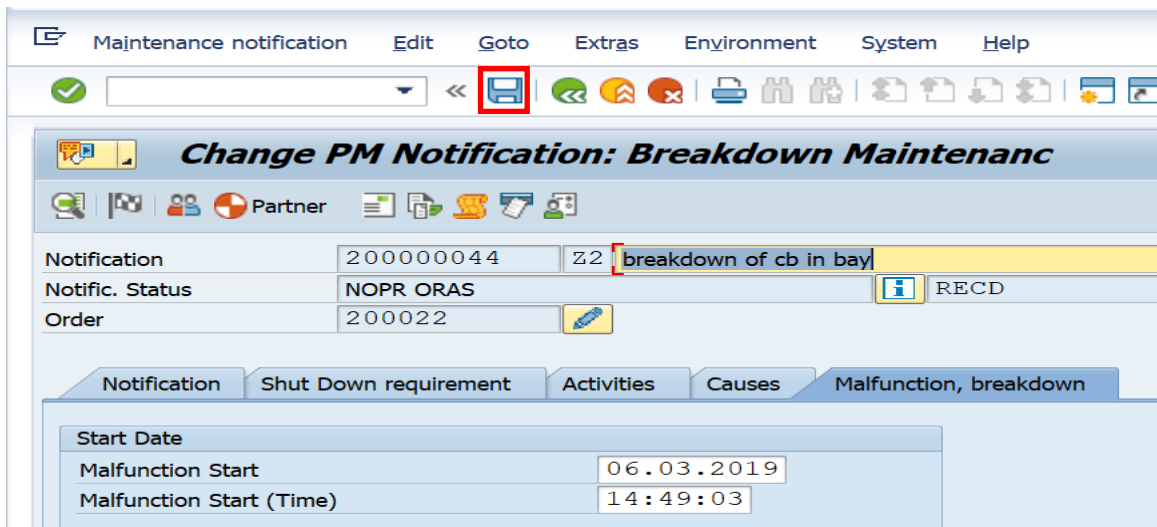 Maintenance notification Edit Goto Extras Environment System Help
Change PM Notification: Breakdown Maintenanc
Partner
Notification 200000044 Z2 breakdown of cb in bay
Notific. Status NOPR ORAS RECD
Order 200022
Notification Shut Down requirement Activities Causes Malfunction, breakdown
Start Date
Malfunction Start 06.03.2019
Malfunction Start (Time) 14:49:03